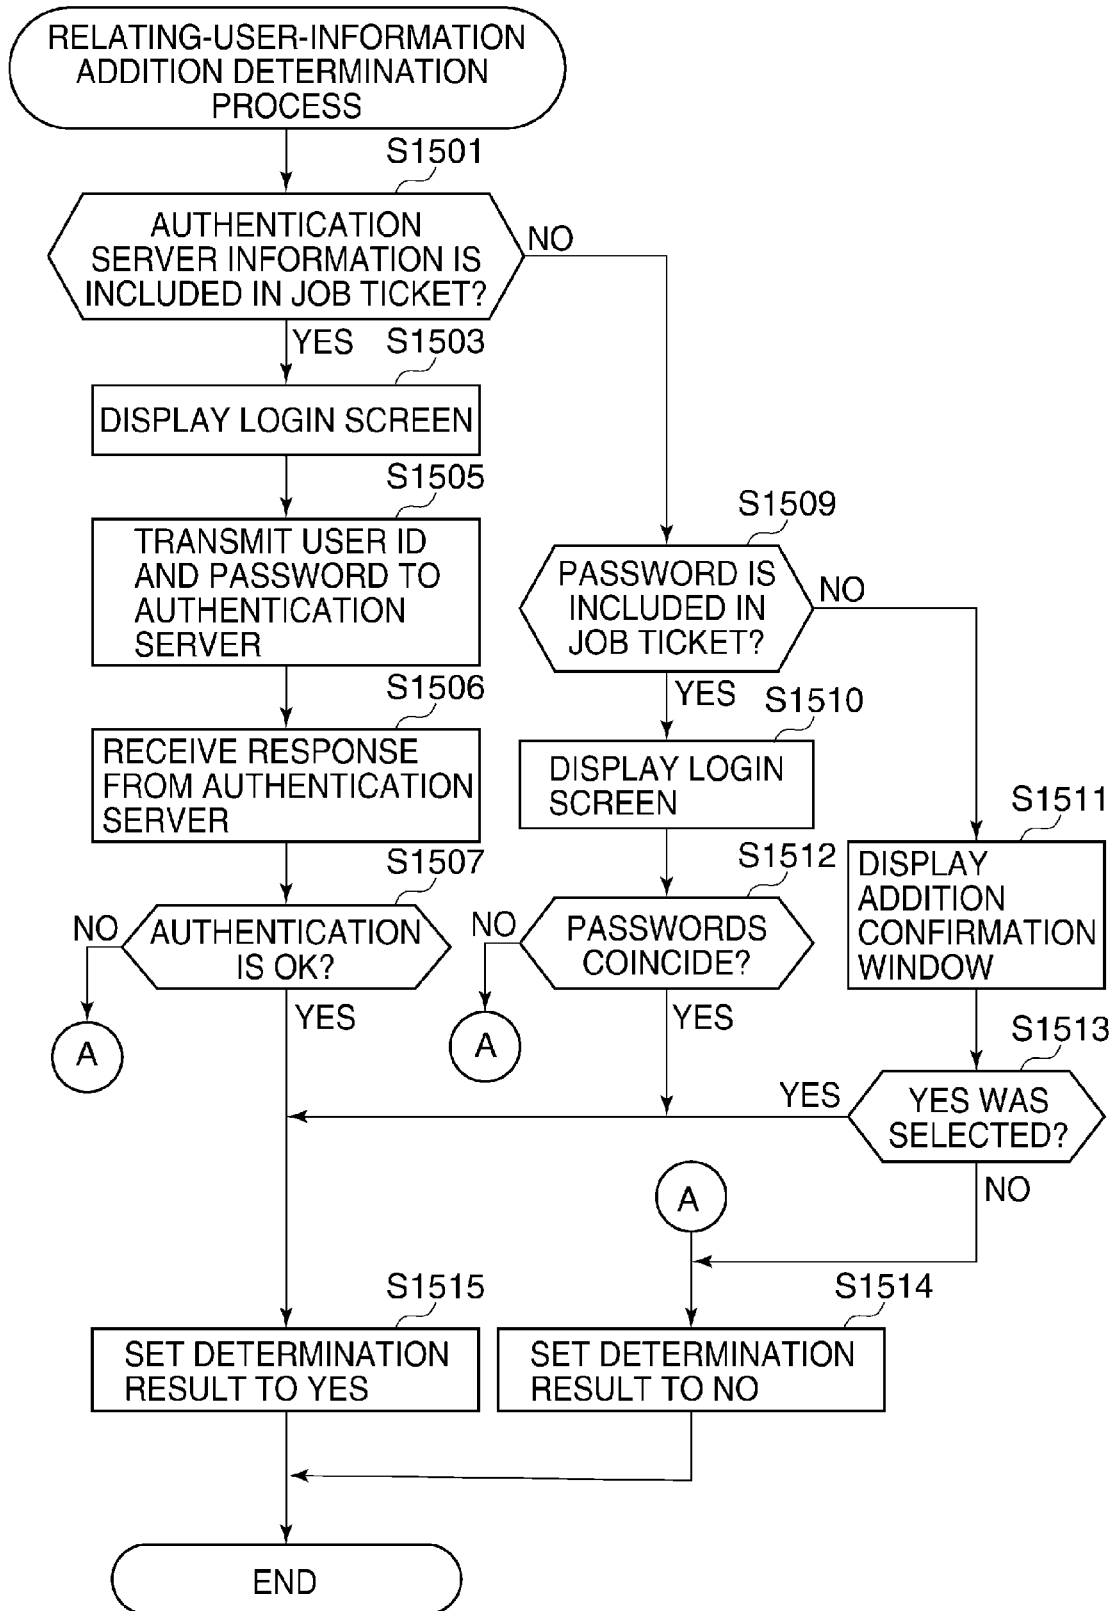 RELATING-USER-INFORMATION
ADDITION DETERMINATION
PROCESS
S1501
AUTHENTICATION
SERVER INFORMATION IS
INCLUDED IN JOB TICKET?
NO
YES
S1503
DISPLAY LOGIN SCREEN
S1505
TRANSMIT USER ID
AND PASSWORD TO
AUTHENTICATION
SERVER
S1506
RECEIVE RESPONSE
FROM AUTHENTICATION
SERVER
S1507
AUTHENTICATION
IS OK?
NO
A
YES
S1509
PASSWORD IS
INCLUDED IN
JOB TICKET?
NO
YES
S1510
DISPLAY LOGIN
SCREEN
S1512
PASSWORDS
COINCIDE?
NO
A
YES
S1511
DISPLAY
ADDITION
CONFIRMATION
WINDOW
S1513
YES WAS
SELECTED?
YES
NO
A
S1515
SET DETERMINATION
RESULT TO YES
S1514
SET DETERMINATION
RESULT TO NO
END